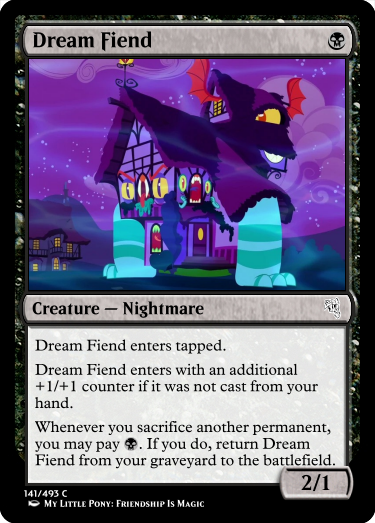 Dream Fiend
Creature — Nightmare
Dream Fiend enters tapped.
Dream Fiend enters with an additional
+1/+1 counter if it was not cast from your
hand.
Whenever you sacrifice another permanent,
you may pay . If you do, return Dream
Fiend from your graveyard to the battlefield.
2/1
141/493 C
My Little Pony: Friendship Is Magic